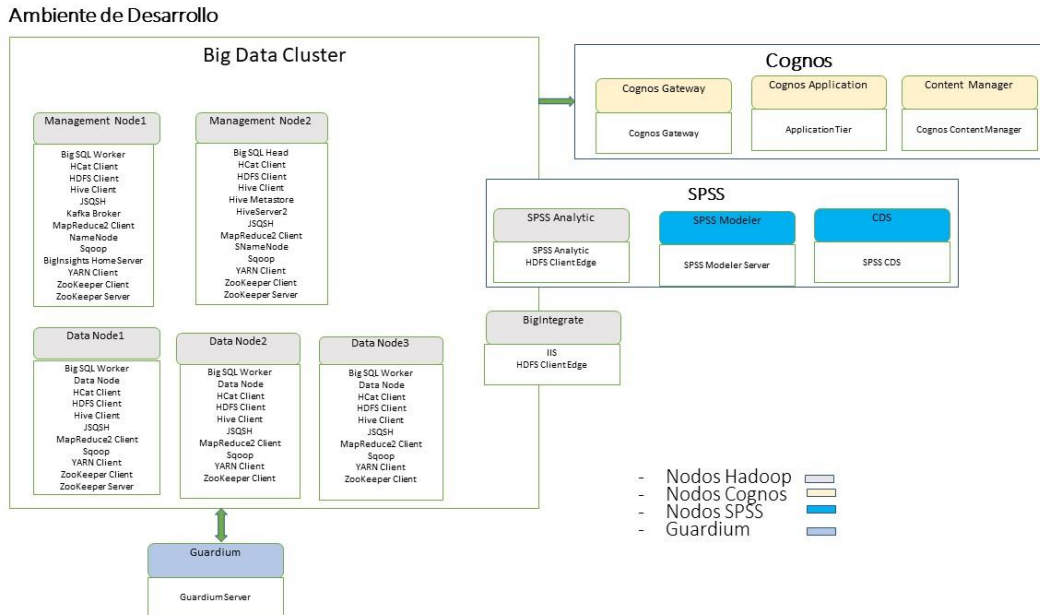 Ambiente de Desarrollo
Big Data Cluster
Management Node1
Big SQL Worker
HCat Client
HDFS Client
Hive Client
JSQSH
Kafka Broker
MapReduce2 Client
NameNode
Sqoop
BigInsights Home Server
YARN Client
ZooKeeper Client
ZooKeeper Server
Management Node2
Big SQL Head
HCat Client
HDFS Client
Hive Client
Hive Metastore
HiveServer2
JSQSH
MapReduce2 Client
SNameNode
Sqoop
YARN Client
ZooKeeper Client
ZooKeeper Server
Data Node1
Big SQL Worker
Data Node
HCat Client
HDFS Client
Hive Client
JSQSH
MapReduce2 Client
Sqoop
YARN Client
ZooKeeper Client
ZooKeeper Server
Data Node2
Big SQL Worker
Data Node
HCat Client
HDFS Client
Hive Client
JSQSH
MapReduce2 Client
Sqoop
YARN Client
ZooKeeper Client
Data Node3
Big SQL Worker
Data Node
HCat Client
HDFS Client
Hive Client
JSQSH
MapReduce2 Client
Sqoop
YARN Client
ZooKeeper Client
Cognos
Cognos Gateway
Cognos Gateway
Cognos Application
Application Tier
Content Manager
Cognos Content Manager
SPSS
SPSS Analytic
SPSS Analytic
HDFS Client Edge
SPSS Modeler
SPSS Modeler Server
CDS
SPSS CDS
BigIntegrate
IIS
HDFS Client Edge
- Nodos Hadoop
- Nodos Cognos
- Nodos SPSS
- Guardium
Guardium
Guardium Server